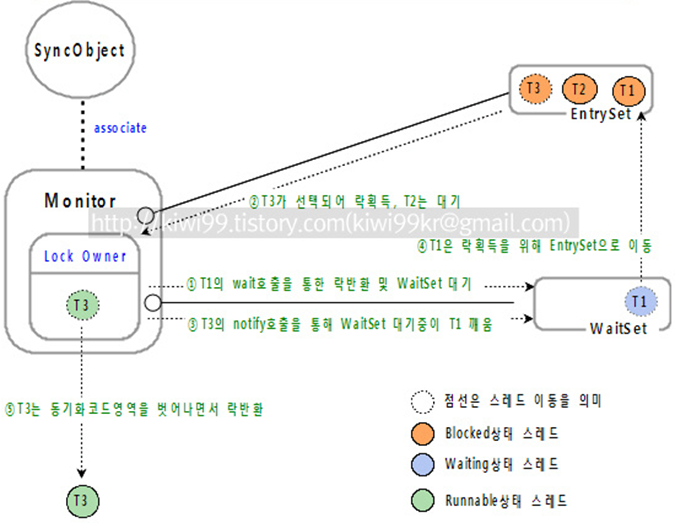 SyncObject
associate
T3
T2
T1
EntrySet
Monitor
②T3가 선택되어 락획득, T2는 대기
http://kiwi99.tistory.com(kiwi99kr@gmail.com)
④T1은 락획득을 위해 EntrySet으로 이동
Lock Owner
①T1의 wait호출을 통한 락반환 및 WaitSet 대기
T3
T1
③T3의 notify호출을 통해 WaitSet 대기중이 T1 깨움
WaitSet
⑤T3는 동기화코드영역을 벗어나면서 락반환
점선은 스레드 이동을 의미
Blocked상태 스레드
Waiting상태 스레드
T3
Runnable상태 스레드